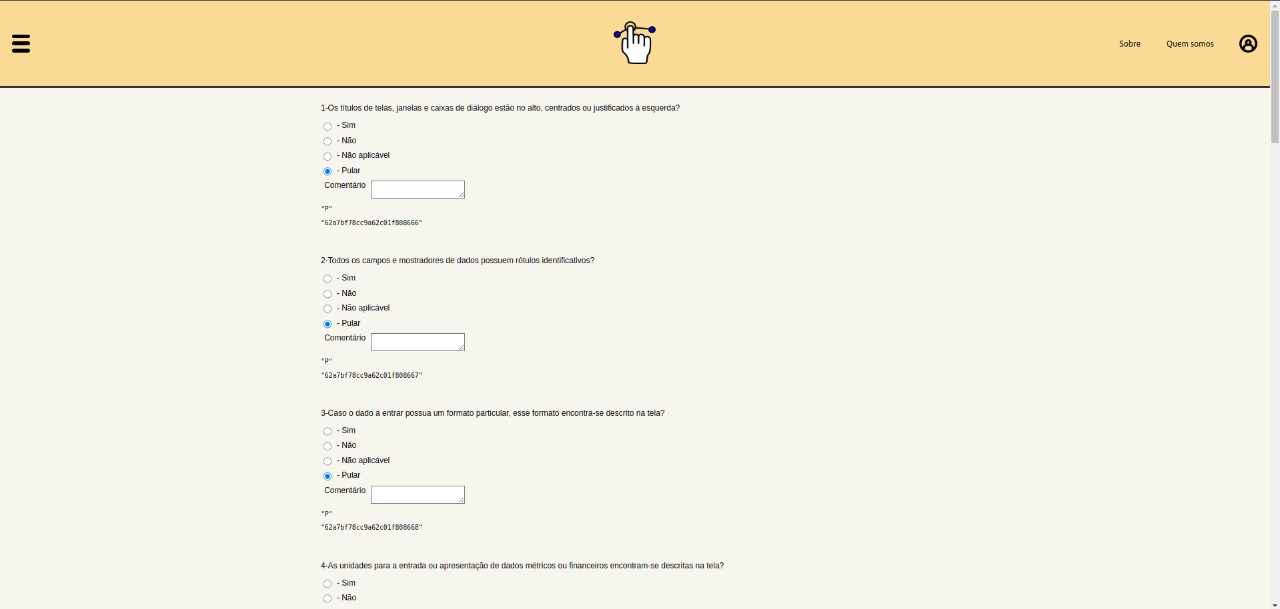 Sobre
Quem somos
1-Os títulos de telas, janelas e caixas de diálogo estão no alto, centrados ou justificados à esquerda?
- Sim
- Não
- Não aplicável
- Pular
Comentário
"P"
"62a7bf78cc9a62c01f808666"
2-Todos os campos e mostradores de dados possuem rótulos identificativos?
- Sim
- Não
- Não aplicável
- Pular
Comentário
"P"
"62a7bf78cc9a62c01f808667"
3-Caso o dado a entrar possua um formato particular, esse formato encontra-se descrito na tela?
- Sim
- Não
- Não aplicável
- Pular
Comentário
"P"
"62a7bf78cc9a62c01f808668"
4-As unidades para a entrada ou apresentação de dados métricos ou financeiros encontram-se descritas na tela?
- Sim
- Não